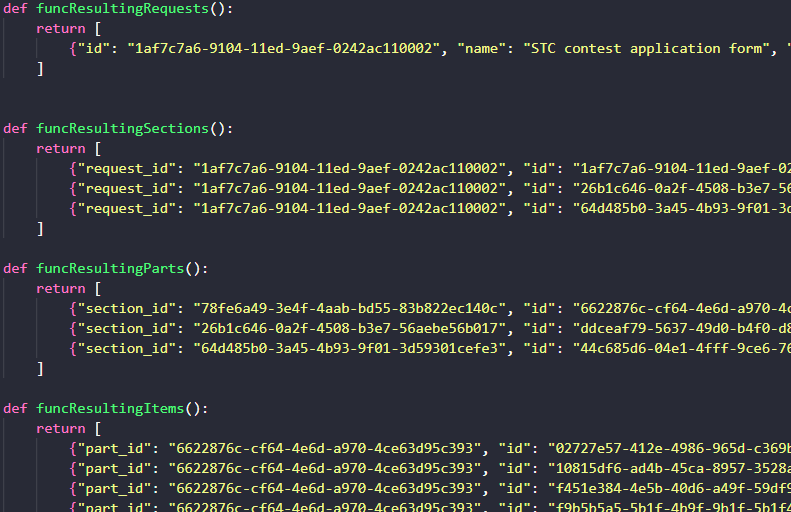 def funcResultingRequests():
    return [
        {"id": "1af7c7a6-9104-11ed-9aef-0242ac110002", "name": "STC contest application form", "
    ]
def funcResultingSections():
    return [
        {"request_id": "1af7c7a6-9104-11ed-9aef-0242ac110002", "id": "1af7c7a6-9104-11ed-9aef-02
        {"request_id": "1af7c7a6-9104-11ed-9aef-0242ac110002", "id": "26b1c646-0a2f-4508-b3e7-56
        {"request_id": "1af7c7a6-9104-11ed-9aef-0242ac110002", "id": "64d485b0-3a45-4b93-9f01-3d
    ]
def funcResultingParts():
    return [
        {"section_id": "78fe6a49-3e4f-4aab-bd55-83b822ec140c", "id": "6622876c-cf64-4e6d-a970-4c
        {"section_id": "26b1c646-0a2f-4508-b3e7-56aebe56b017", "id": "ddceaf79-5637-49d0-b4f0-d8
        {"section_id": "64d485b0-3a45-4b93-9f01-3d59301cefe3", "id": "44c685d6-04e1-4fff-9ce6-76
    ]
def funcResultingItems():
    return [
        {"part_id": "6622876c-cf64-4e6d-a970-4ce63d95c393", "id": "02727e57-412e-4986-965d-c369b
        {"part_id": "6622876c-cf64-4e6d-a970-4ce63d95c393", "id": "10815df6-ad4b-45ca-8957-3528a
        {"part_id": "6622876c-cf64-4e6d-a970-4ce63d95c393", "id": "f451e384-4e5b-40d6-a49f-59df9
        {"part_id": "6622876c-cf64-4e6d-a970-4ce63d95c393", "id": "f9b5b5a5-5b1f-4b9f-9b1f-5b1f4